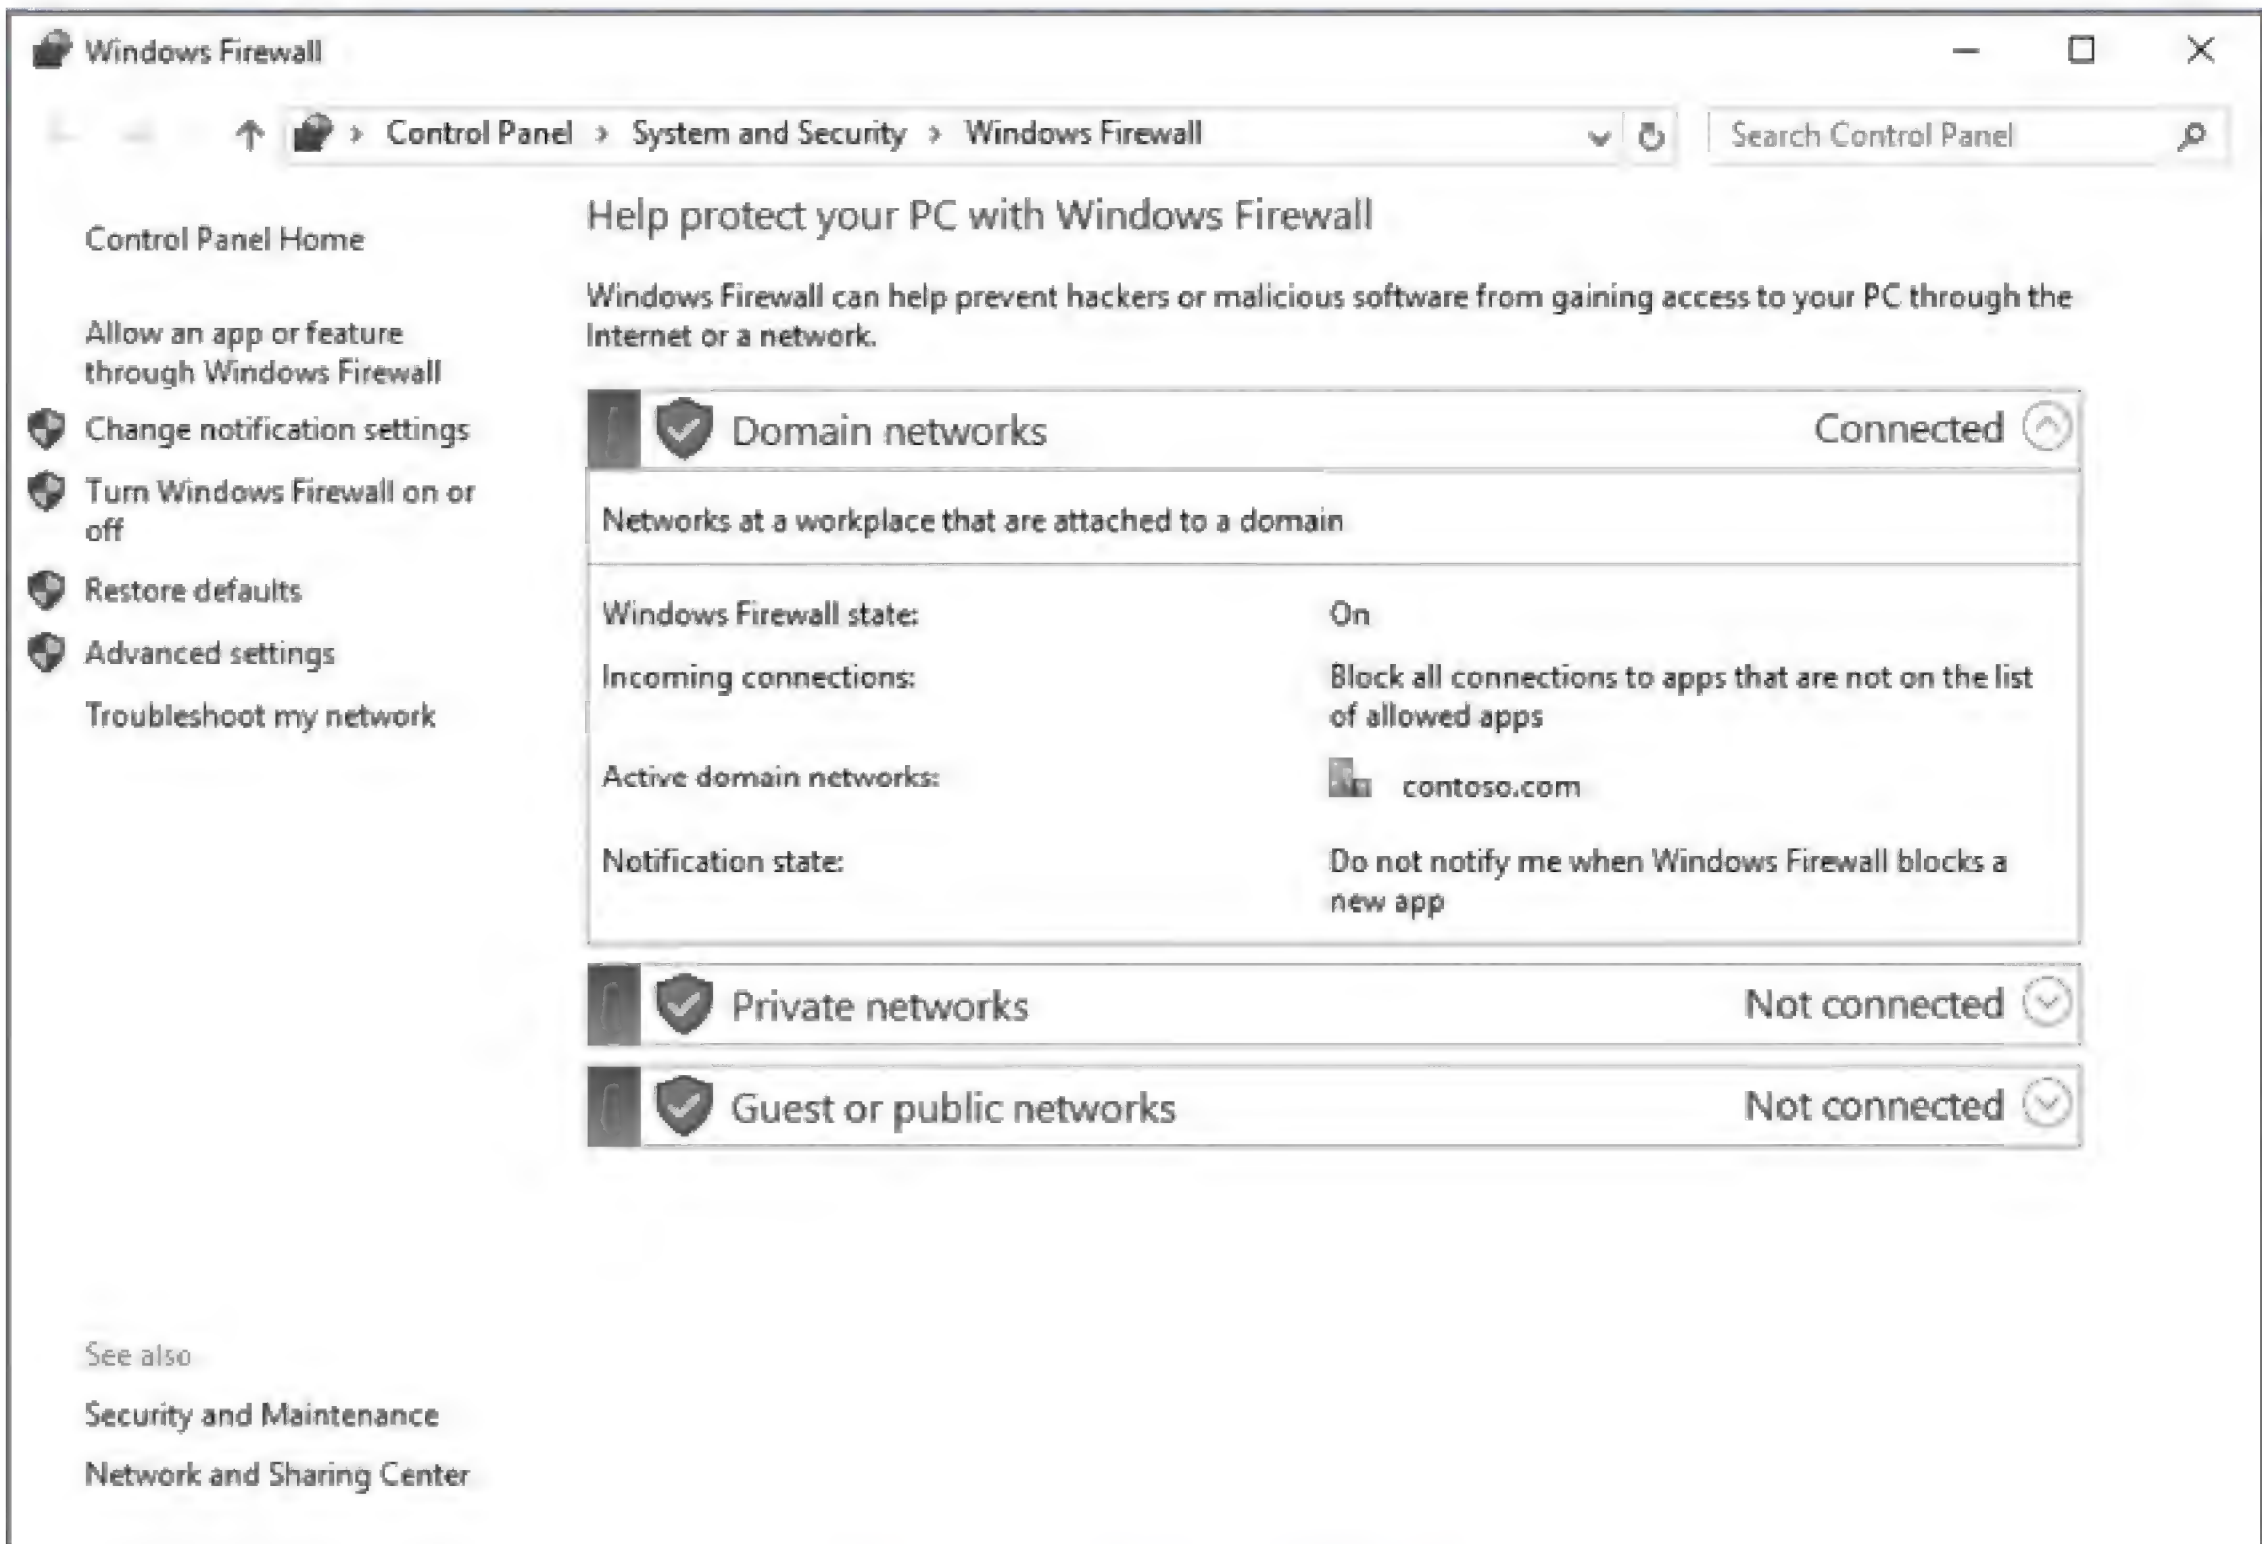 Windows Firewall
Control Panel > System and Security > Windows Firewall
Search Control Panel
Control Panel Home
Allow an app or feature
through Windows Firewall
Change notification settings
Turn Windows Firewall on or
off
Restore defaults
Advanced settings
Troubleshoot my network
See also
Security and Maintenance
Network and Sharing Center
Help protect your PC with Windows Firewall
Windows Firewall can help prevent hackers or malicious software from gaining access to your PC through the
Internet or a network.
Domain networks Connected
Networks at a workplace that are attached to a domain
Windows Firewall state: On
Incoming connections: Block all connections to apps that are not on the list
of allowed apps
Active domain networks: contoso.com
Notification state: Do not notify me when Windows Firewall blocks a
new app
Private networks Not connected
Guest or public networks Not connected